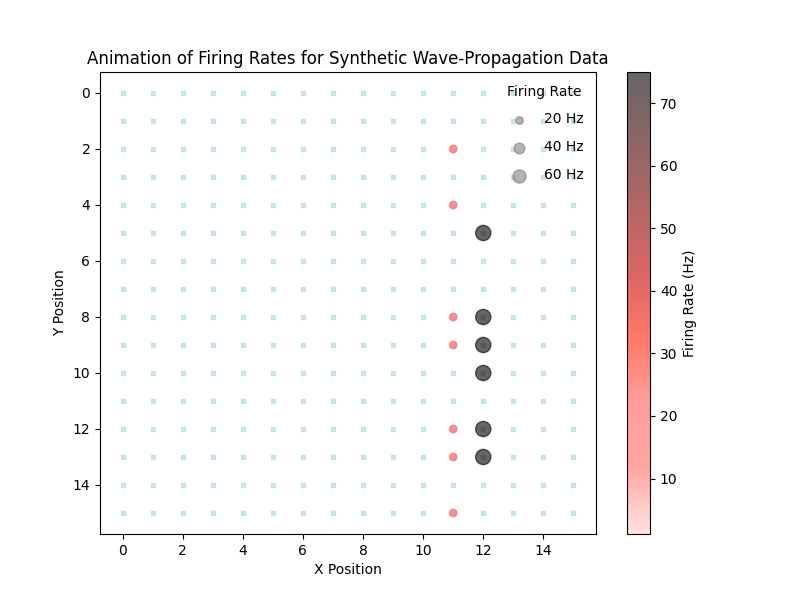 Animation of Firing Rates for Synthetic Wave-Propagation Data
Firing Rate
20 Hz
40 Hz
60 Hz
0
2
4
6
8
10
12
14
Y Position
0 2 4 6 8 10 12 14
X Position
70
60
50
40
30
20
10
Firing Rate (Hz)